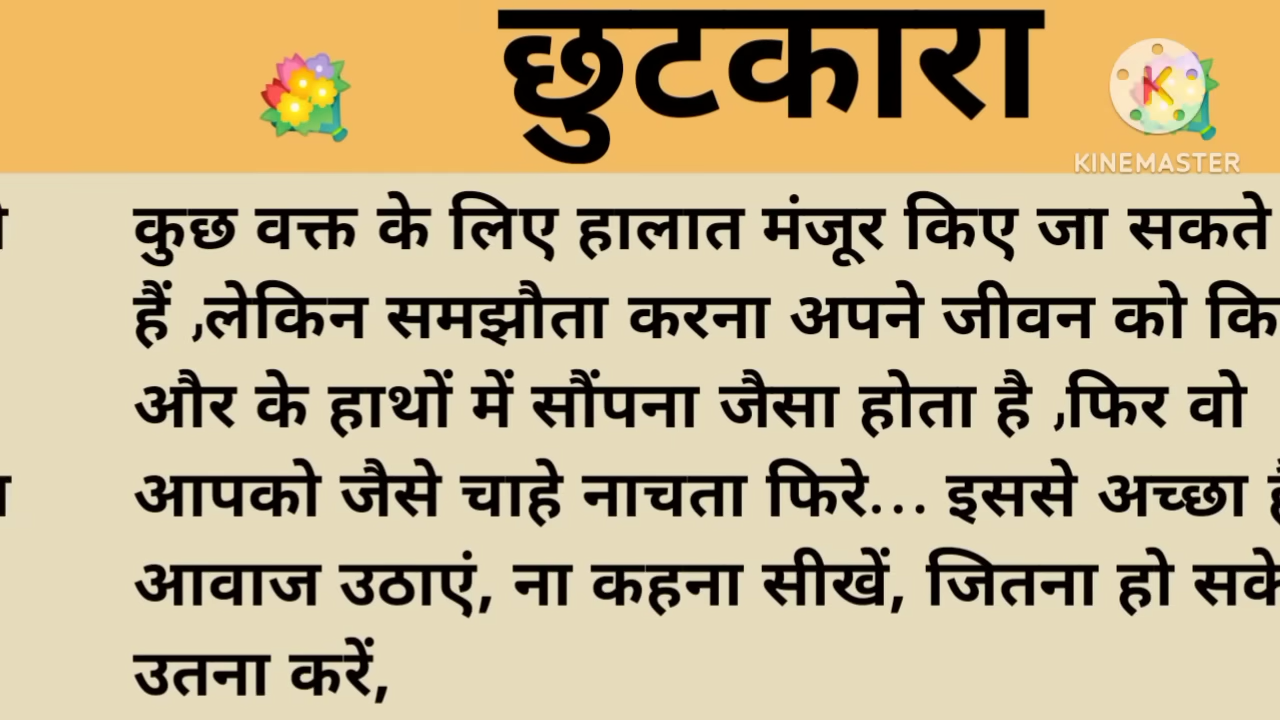 छुटकारा
KINEMASTER
कुछ वक्त के लिए हालात मंजूर किए जा सकते
हैं ,लेकिन समझौता करना अपने जीवन को कि
और के हाथों में सौंपना जैसा होता है ,फिर वो
आपको जैसे चाहे नाचता फिरे... इससे अच्छा
आवाज उठाएं, ना कहना सीखें, जितना हो सके
उतना करें,